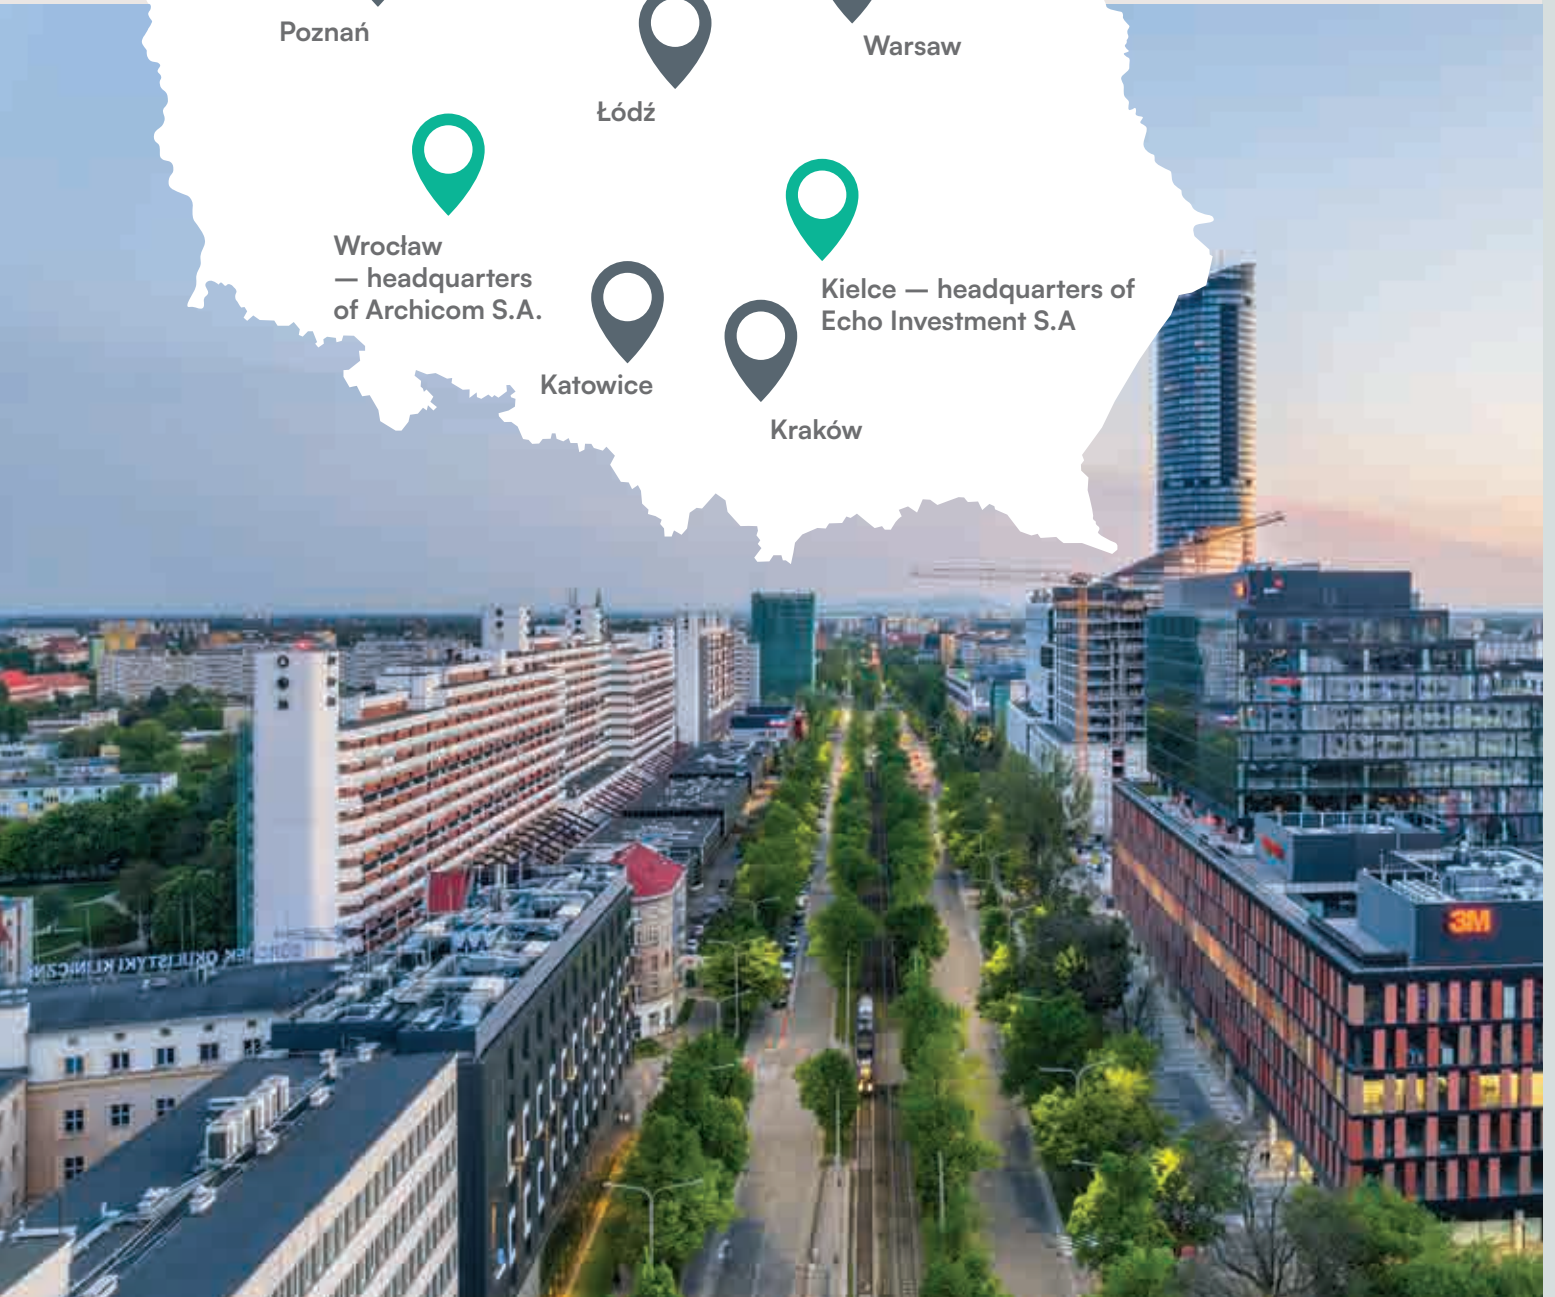 Poznań
Warsaw
Łódź
Wrocław
— headquarters
of Archicom S.A.
Kielce — headquarters of
Echo Investment S.A
Katowice
Kraków
3M